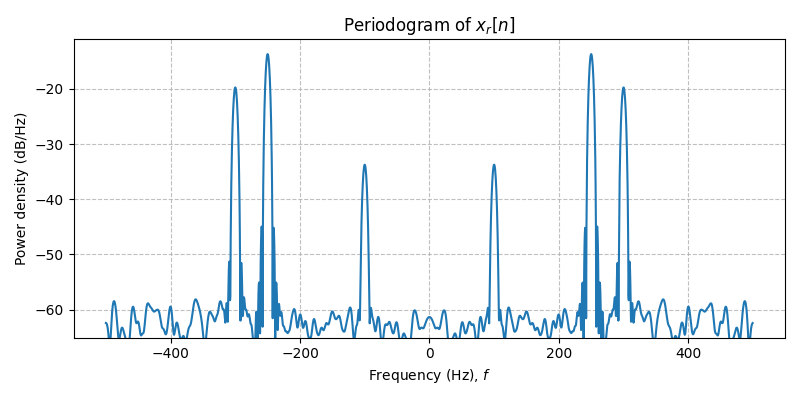 Periodogram of x_r[n]
Power density (dB/Hz)
−20
−30
−40
−50
−60
−400 −200 0 200 400
Frequency (Hz), f